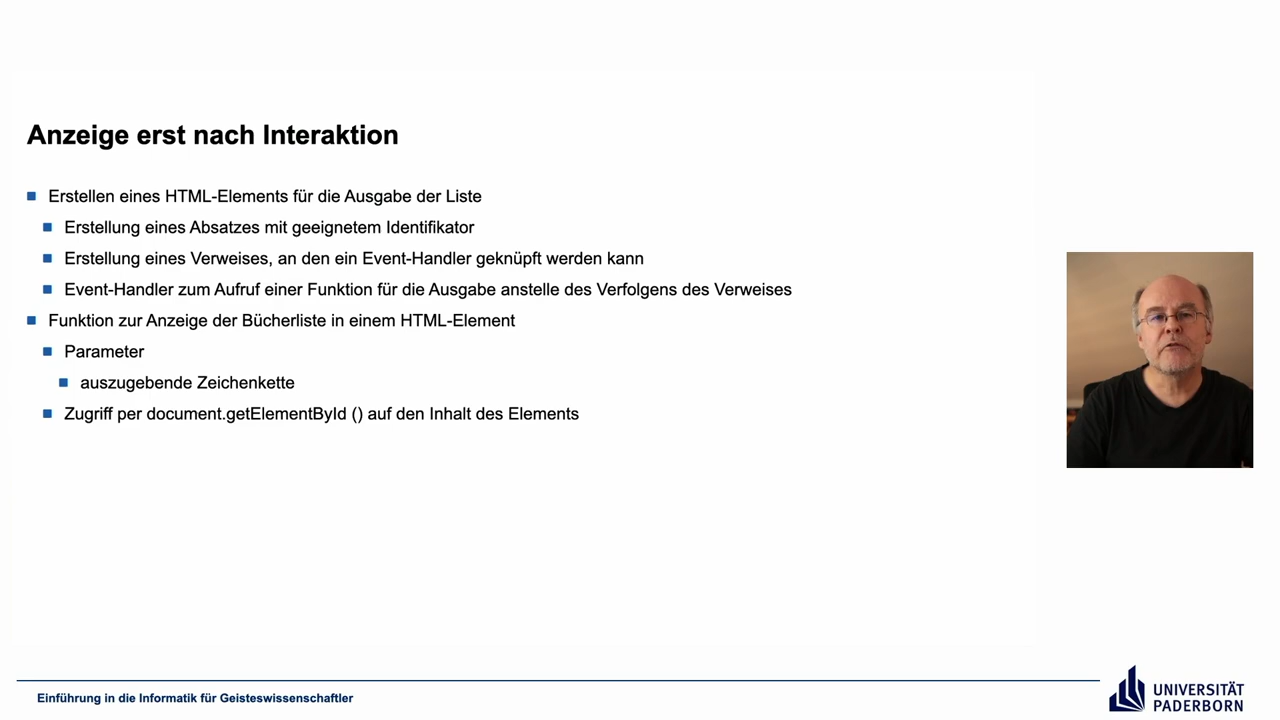 Anzeige erst nach Interaktion
Erstellen eines HTML-Elements für die Ausgabe der Liste
Erstellung eines Absatzes mit geeignetem Identifikator
Erstellung eines Verweises, an den ein Event-Handler geknüpft werden kann
Event-Handler zum Aufruf einer Funktion für die Ausgabe anstelle des Verfolgens des Verweises
Funktion zur Anzeige der Bücherliste in einem HTML-Element
Parameter
auszugebende Zeichenkette
Zugriff per document.getElementById () auf den Inhalt des Elements
Einführung in die Informatik für Geisteswissenschaftler
UNIVERSITÄT
PADERBORN